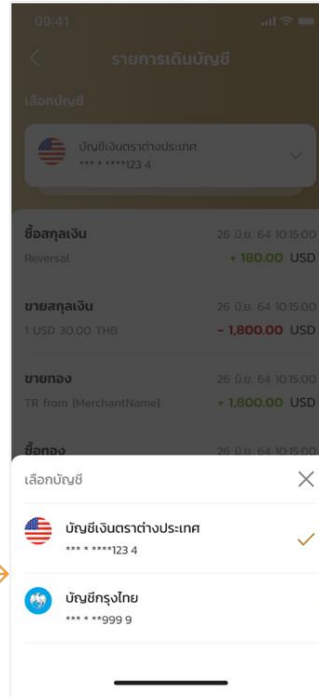 09:41
รายการเดินบัญชี
เลือกบัญชี
บัญชีเงินตราต่างประเทศ
*** * ****123 4
ซื้อสกุลเงิน 26 มิ.ย. 64 10:15:00
Reversal + 180.00 USD
ขายสกุลเงิน 26 มิ.ย. 64 10:15:00
1 USD 30.00 THB - 1,800.00 USD
ขายทอง 26 มิ.ย. 64 10:15:00
TR from [MerchantName] + 1,800.00 USD
ซื้อทอง 26 มิ.ย. 64 10:15:00
เลือกบัญชี
บัญชีเงินตราต่างประเทศ
*** * ****123 4
บัญชีกรุงไทย
*** * **999 9